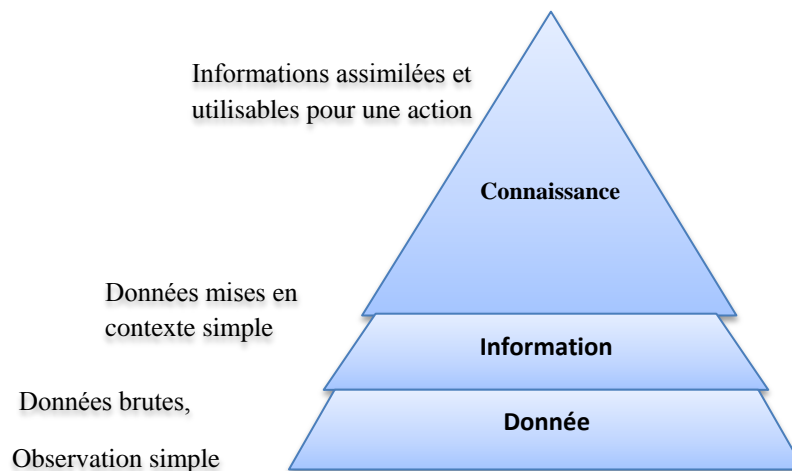 Informations assimilées et
utilisables pour une action
Connaissance
Données mises en
contexte simple
Information
Données brutes,
Donnée
Observation simple